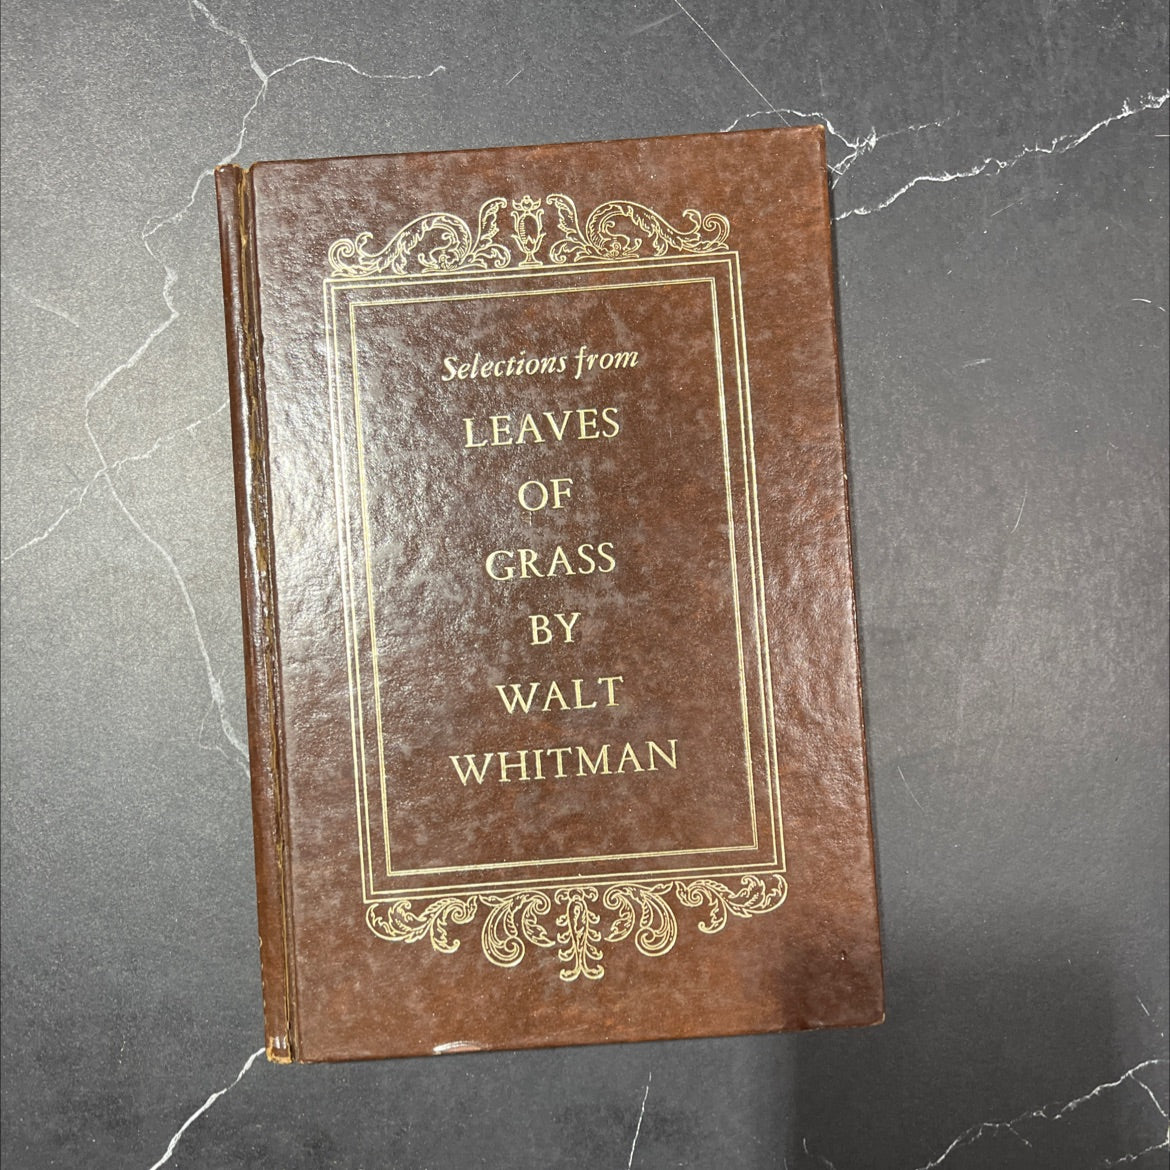 Selections from
LEAVES
OF
GRASS
BY
WALT
WHITMAN